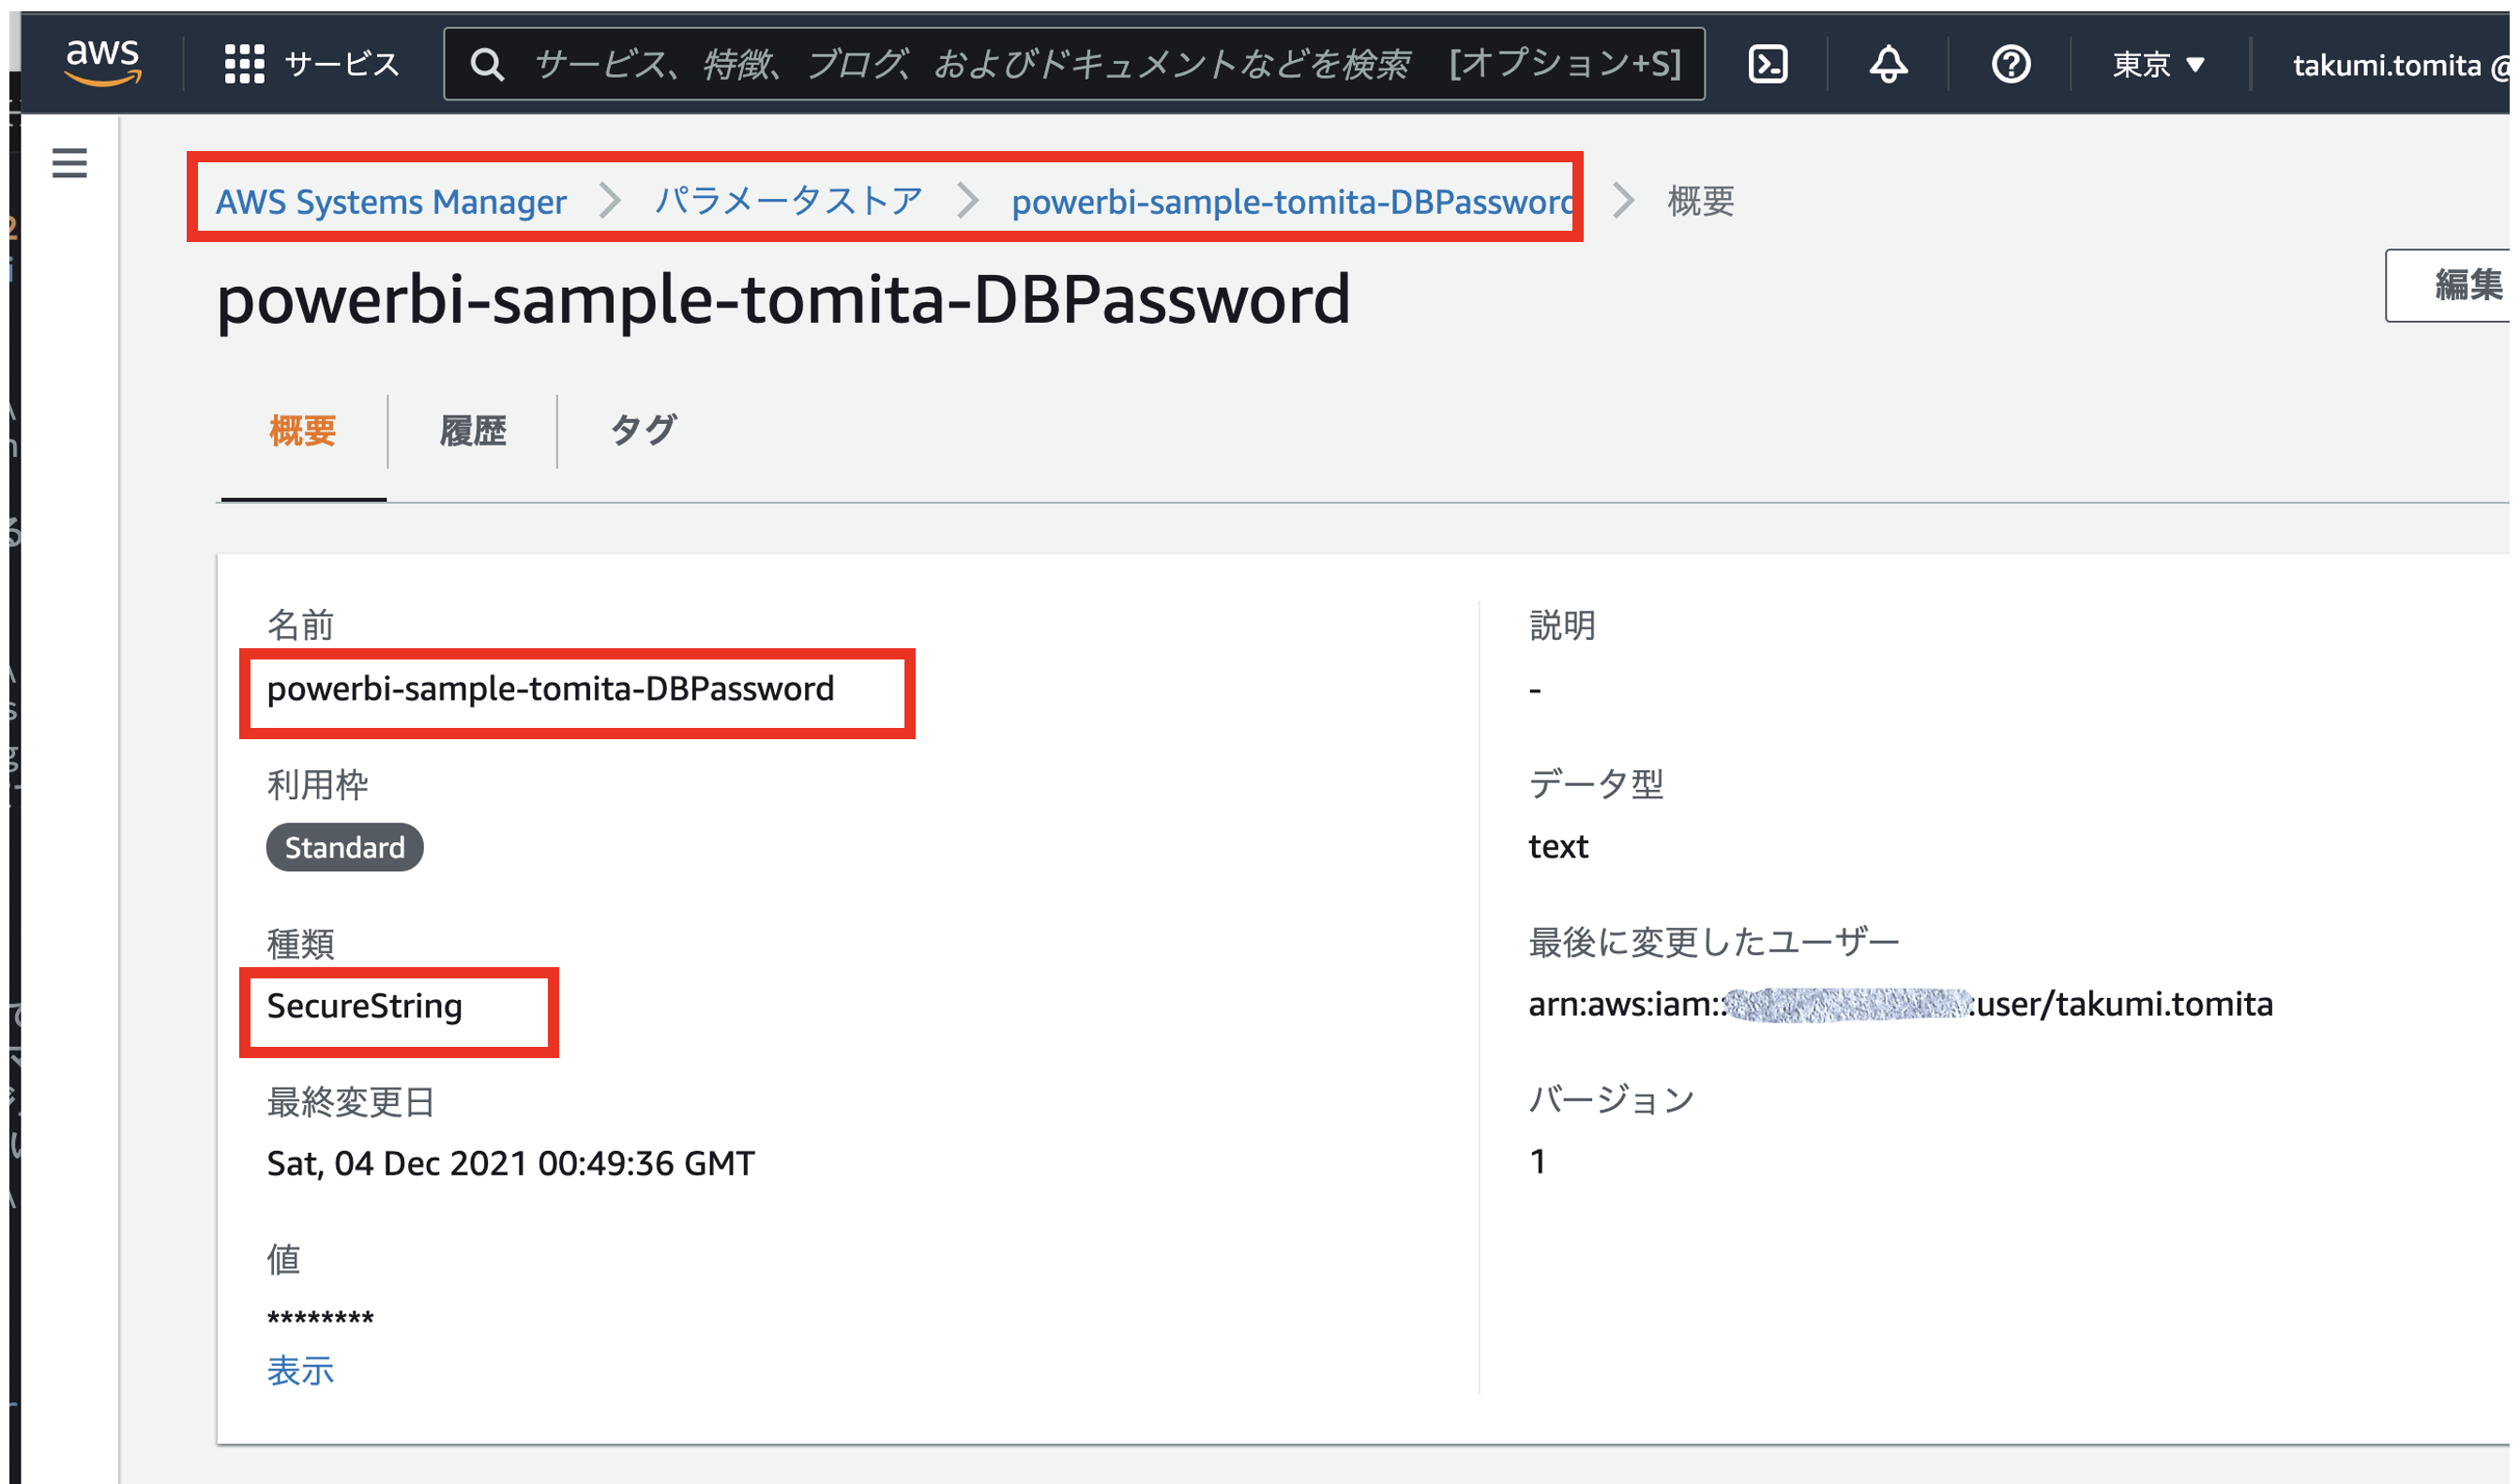 aws サービス サービス、特徴、ブログ、およびドキュメントなどを検索 [オプション+S] 東京 takumi.tomita @
AWS Systems Manager パラメータストア powerbi-sample-tomita-DBPassword 概要
powerbi-sample-tomita-DBPassword
編集
概要 履歴 タグ
名前
powerbi-sample-tomita-DBPassword
利用枠
Standard
種類
SecureString
最終変更日
Sat, 04 Dec 2021 00:49:36 GMT
値
********
表示
説明
-
データ型
text
最後に変更したユーザー
arn:aws:iam:: :user/takumi.tomita
バージョン
1